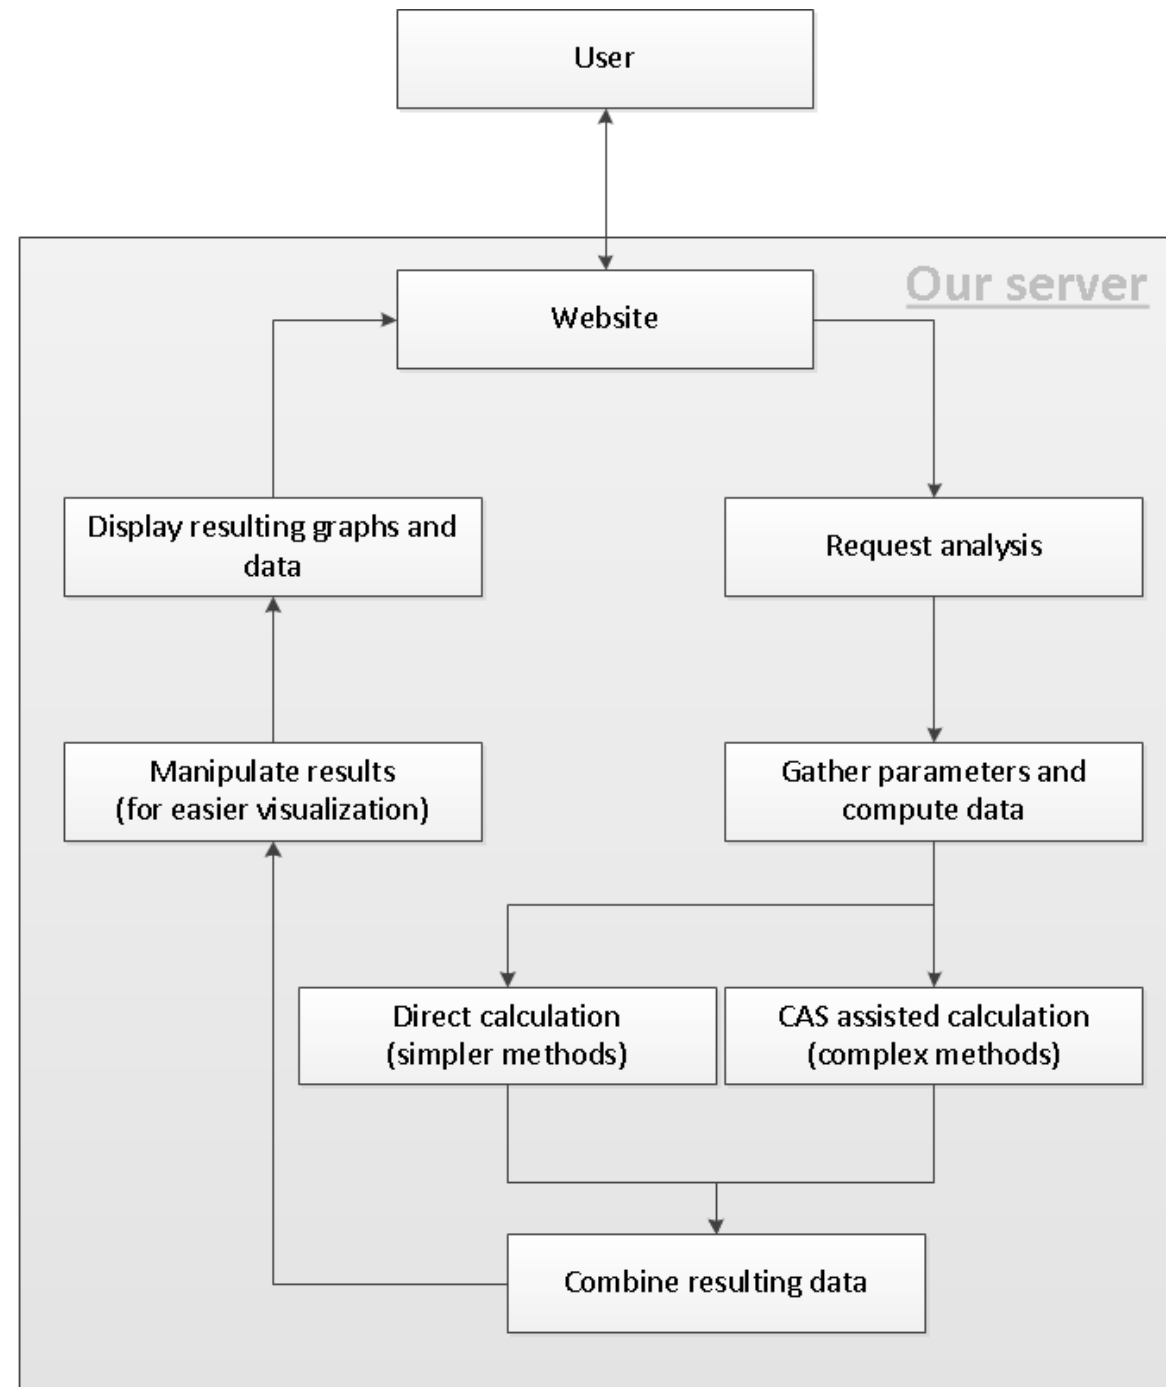 User
Our server
Website
Display resulting graphs and
data
Request analysis
Manipulate results
(for easier visualization)
Gather parameters and
compute data
Direct calculation
(simpler methods)
CAS assisted calculation
(complex methods)
Combine resulting data